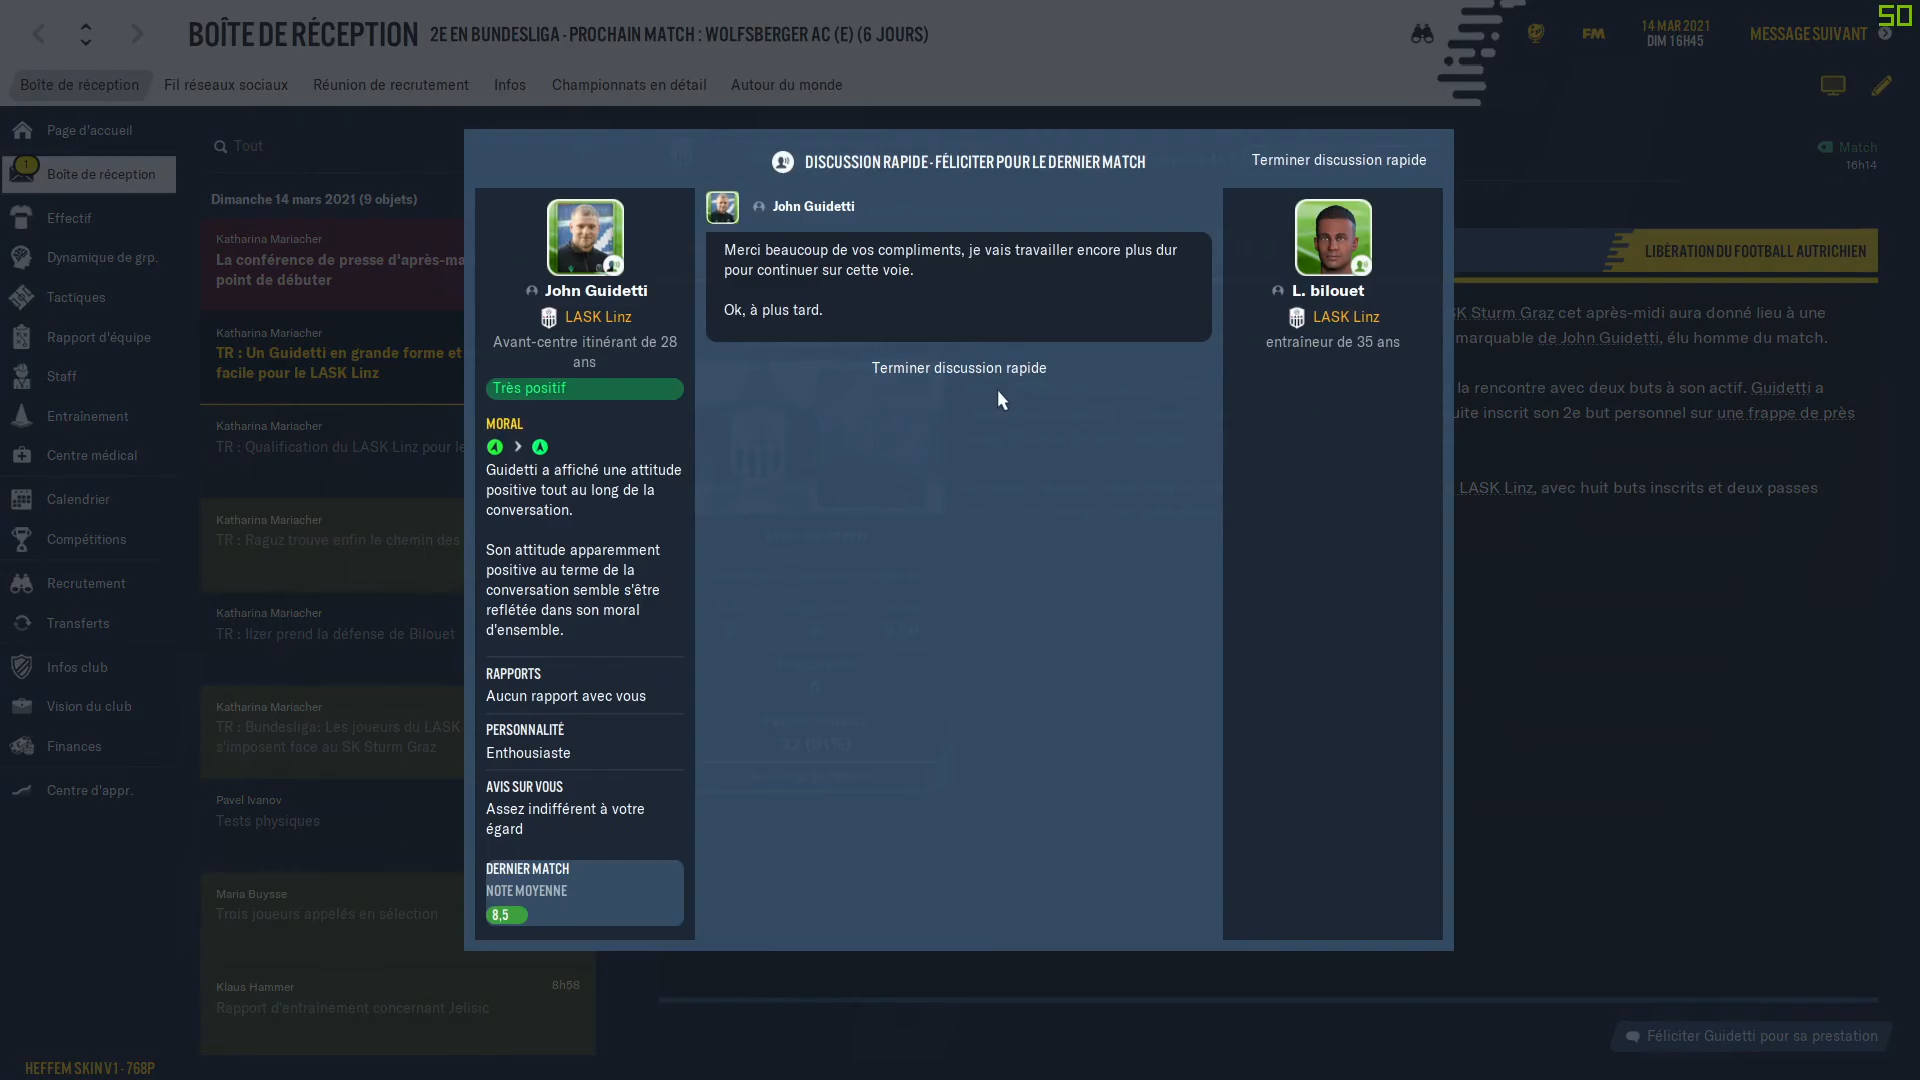 BOÎTE DE RÉCEPTION
2E EN BUNDESLIGA - PROCHAIN MATCH : WOLFSBERGER AC (E) (6 JOURS)
FM
14 MAR 2021
DIM 16H45
MESSAGE SUIVANT
50
Boîte de réception
Fil réseaux sociaux
Réunion de recrutement
Infos
Championnats en détail
Autour du monde
Page d'accueil
1
Boîte de réception
Effectif
Dynamique de grp.
Tactiques
Rapport d'équipe
Staff
Entraînement
Centre médical
Calendrier
Compétitions
Recrutement
Transferts
Infos club
Vision du club
Finances
Centre d'appr.
HEFFEM SKIN V1 - 768P
Tout
Dimanche 14 mars 2021 (9 objets)
Katharina Mariacher
La conférence de presse d'après-ma
point de débuter
Katharina Mariacher
TR : Un Guidetti en grande forme et
facile pour le LASK Linz
Katharina Mariacher
TR : Qualification du LASK Linz pour le
Katharina Mariacher
TR : Raguz trouve enfin le chemin des
Katharina Mariacher
TR : Ilzer prend la défense de Bilouet
Katharina Mariacher
TR : Bundesliga: Les joueurs du LASK
s'imposent face au SK Sturm Graz
Pavel Ivanov
Tests physiques
Maria Buysse
Trois joueurs appelés en sélection
Klaus Hammer
8h58
Rapport d'entraînement concernant Jelisic
DISCUSSION RAPIDE - FÉLICITER POUR LE DERNIER MATCH
Terminer discussion rapide
John Guidetti
LASK Linz
Avant-centre itinérant de 28
ans
Très positif
MORAL
Guidetti a affiché une attitude
positive tout au long de la
conversation.
Son attitude apparemment
positive au terme de la
conversation semble s'être
reflétée dans son moral
d'ensemble.
RAPPORTS
Aucun rapport avec vous
PERSONNALITÉ
Enthousiaste
AVIS SUR VOUS
Assez indifférent à votre
égard
DERNIER MATCH
NOTE MOYENNE
8,5
John Guidetti
Merci beaucoup de vos compliments, je vais travailler encore plus dur
pour continuer sur cette voie.
Ok, à plus tard.
Terminer discussion rapide
L. bilouet
LASK Linz
entraîneur de 35 ans
Match
16h14
LIBÉRATION DU FOOTBALL AUTRICHIEN
SK Sturm Graz cet après-midi aura donné lieu à une
marquable de John Guidetti, élu homme du match.
la rencontre avec deux buts à son actif. Guidetti a
uite inscrit son 2e but personnel sur une frappe de près
LASK Linz, avec huit buts inscrits et deux passes
Féliciter Guidetti pour sa prestation